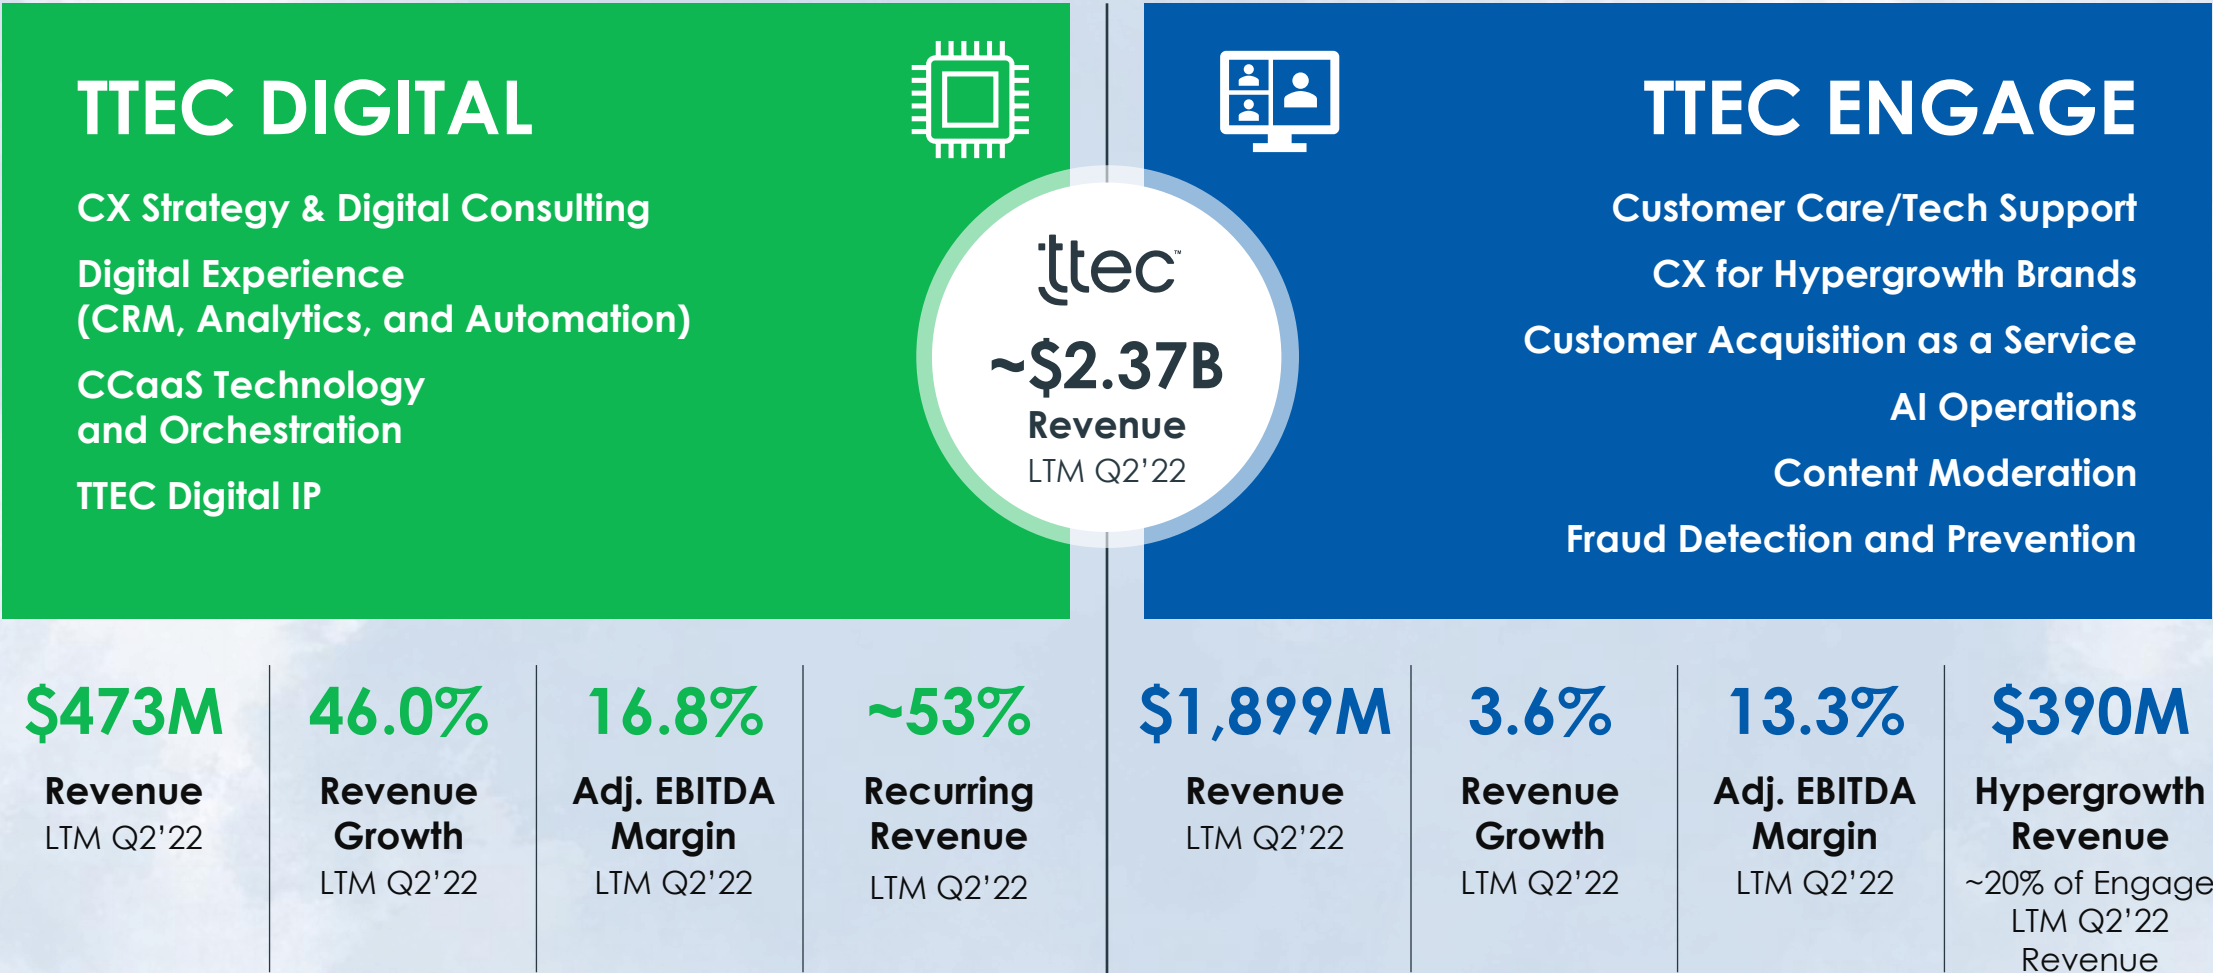 TTEC DIGITAL
CX Strategy & Digital Consulting
Digital Experience
(CRM, Analytics, and Automation)
CCaaS Technology
and Orchestration
TTEC Digital IP
ttec™
~$2.37B
Revenue
LTM Q2’22
TTEC ENGAGE
Customer Care/Tech Support
CX for Hypergrowth Brands
Customer Acquisition as a Service
AI Operations
Content Moderation
Fraud Detection and Prevention
$473M
Revenue
LTM Q2’22
46.0%
Revenue
Growth
LTM Q2’22
16.8%
Adj. EBITDA
Margin
LTM Q2’22
~53%
Recurring
Revenue
LTM Q2’22
$1,899M
Revenue
LTM Q2’22
3.6%
Revenue
Growth
LTM Q2’22
13.3%
Adj. EBITDA
Margin
LTM Q2’22
$390M
Hypergrowth
Revenue
~20% of Engage
LTM Q2’22
Revenue